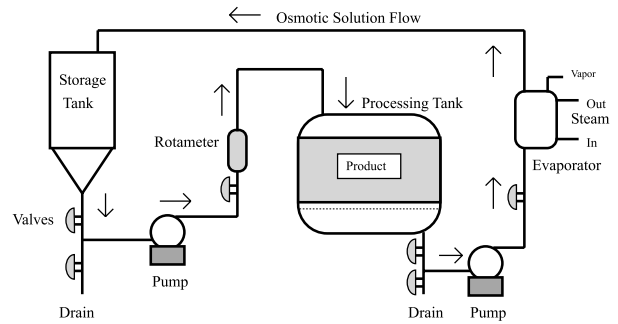 Osmotic Solution Flow
Storage
Tank
Vapor
Processing Tank
Out
Steam
Rotameter
In
Product
Evaporator
Valves
Pump
Drain
Drain
Pump